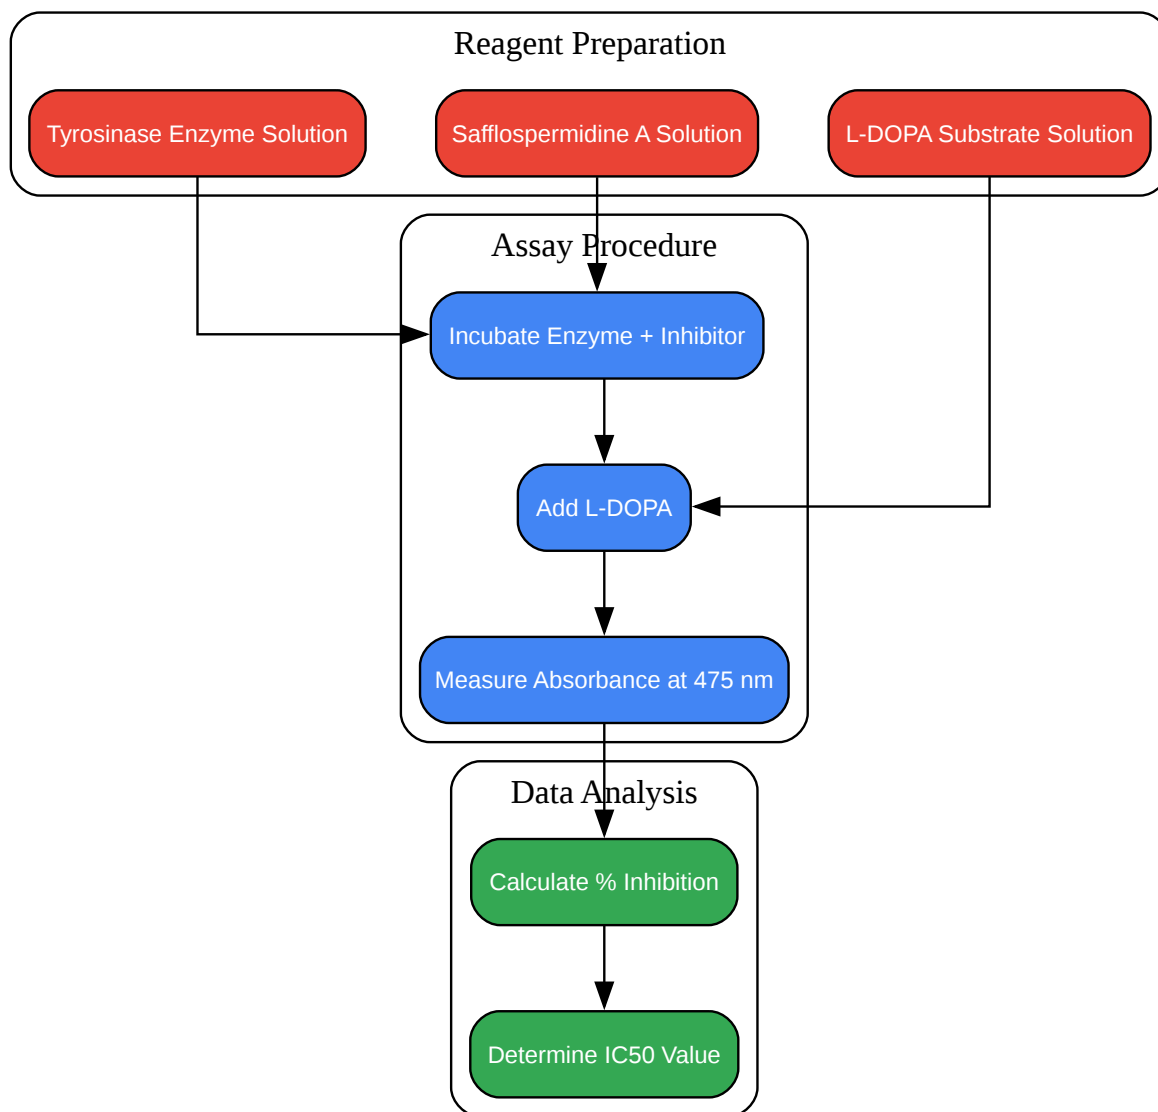 Reagent Preparation
Tyrosinase Enzyme Solution
Safflospermidine A Solution
L-DOPA Substrate Solution
Assay Procedure
Incubate Enzyme + Inhibitor
Add L-DOPA
Measure Absorbance at 475 nm
Data Analysis
Calculate % Inhibition
Determine IC50 Value